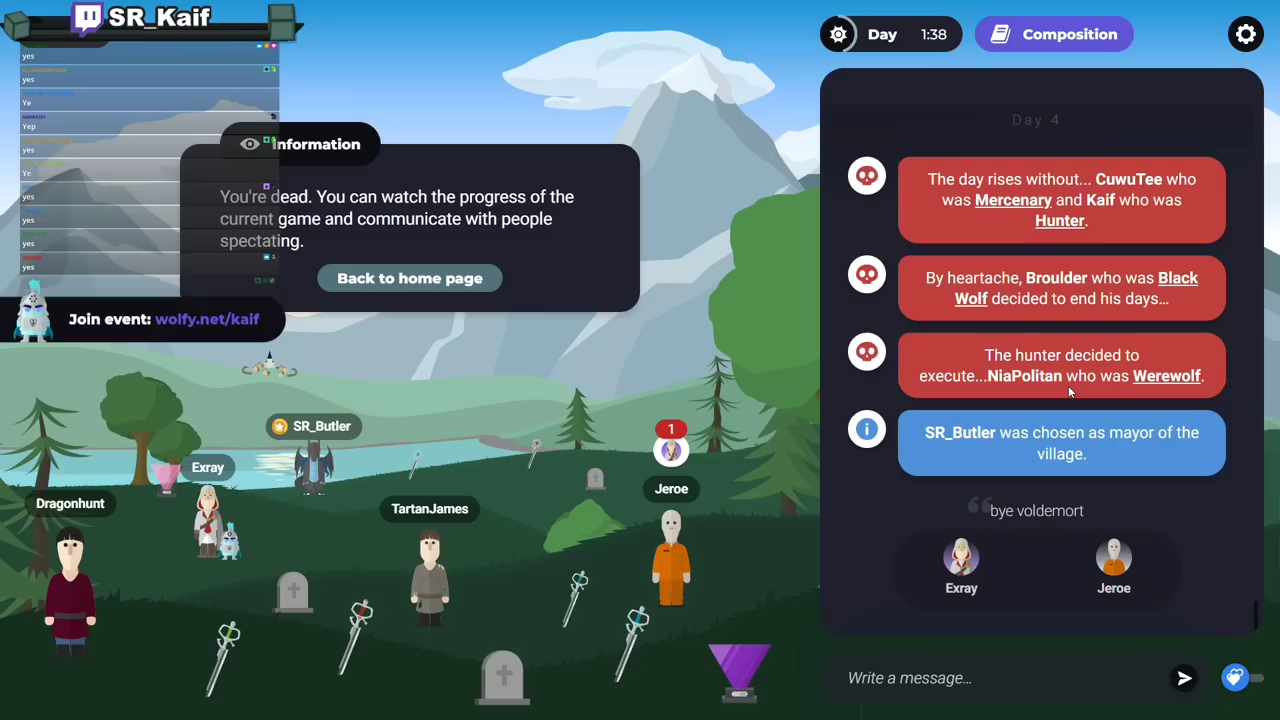 SR_Kaif
yes
yes
Ye
Yep
yes
Ye
yes
yes
yes
yes
Join event: wolfy.net/kaif
Information
You're dead. You can watch the progress of the
current game and communicate with people
spectating.
Back to home page
SR_Butler
Exray
Dragonhunt
TartanJames
1
Jeroe
Day 1:38
Composition
Day 4
The day rises without... CuwuTee who
was Mercenary and Kaif who was
Hunter.
By heartache, Broulder who was Black
Wolf decided to end his days...
The hunter decided to
execute...NiaPolitan who was Werewolf.
SR_Butler was chosen as mayor of the
village.
bye voldemort
Exray
Jeroe
Write a message...